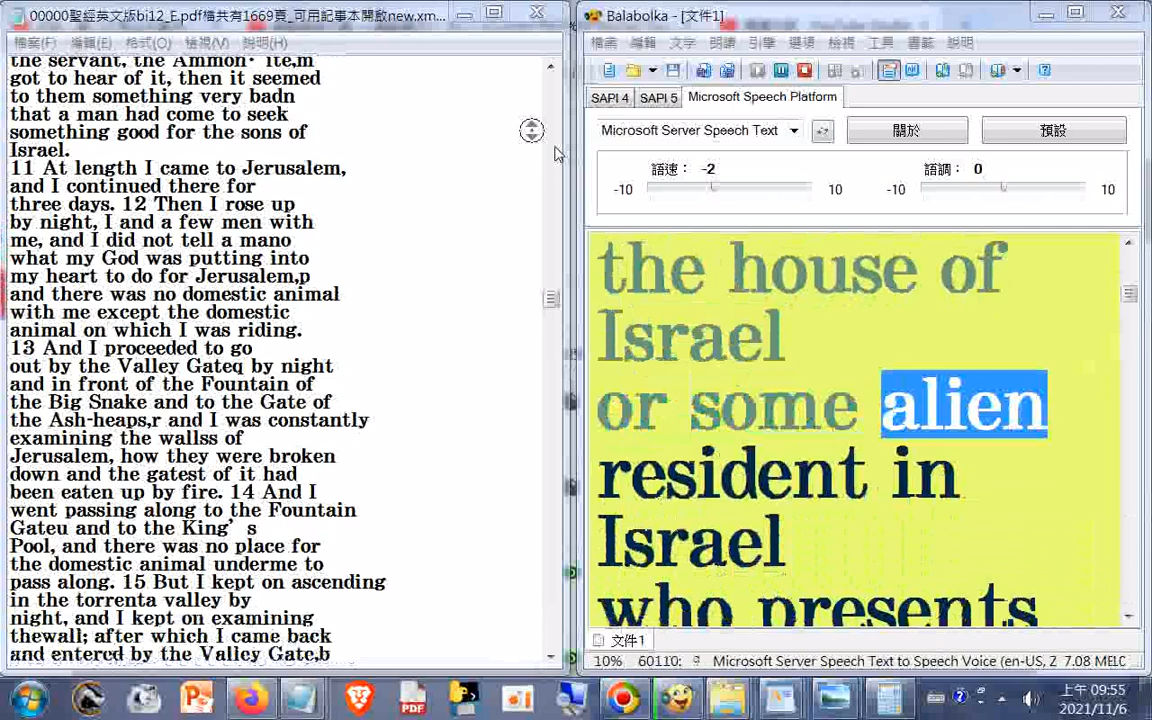 00000聖經英文版bi12_E.pdf檔共有1669頁_可用記事本開啟new.xm...
檔案(F) 編輯(E) 格式(O) 檢視(V) 說明(H)
the servant, the Ammon· ite,m
got to hear of it, then it seemed
to them something very badn
that a man had come to seek
something good for the sons of
Israel.
11 At length I came to Jerusalem,
and I continued there for
three days. 12 Then I rose up
by night, I and a few men with
me, and I did not tell a mano
what my God was putting into
my heart to do for Jerusalem,p
and there was no domestic animal
with me except the domestic
animal on which I was riding.
13 And I proceeded to go
out by the Valley Gateq by night
and in front of the Fountain of
the Big Snake and to the Gate of
the Ash-heaps,r and I was constantly
examining the wallss of
Jerusalem, how they were broken
down and the gatest of it had
been eaten up by fire. 14 And I
went passing along to the Fountain
Gateu and to the King’ s
Pool, and there was no place for
the domestic animal underme to
pass along. 15 But I kept on ascending
in the torrenta valley by
night, and I kept on examining
thewall; after which I came back
and entered by the Valley Gate,b
Balabolka - [文件1]
檔案 編輯 文字 朗讀 引擎 選項 檢視 工具 書籤 說明
SAPI 4 SAPI 5 Microsoft Speech Platform
Microsoft Server Speech Text 關於 預設
語速： -2 語調： 0
-10 10 -10 10
the house of
Israel
or some alien
resident in
Israel
who presents
文件1
10% 60110: Microsoft Server Speech Text to Speech Voice (en-US, Z 7.08 MELC
PDF
上午 09:55
2021/11/6